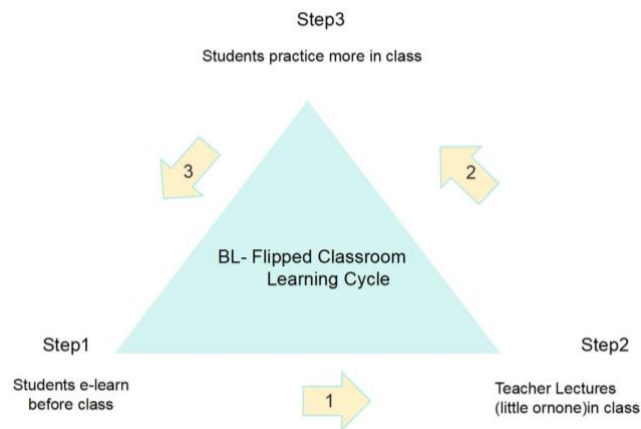 Step3
Students practice more in class
3
2
BL- Flipped Classroom
Learning Cycle
Step1
Step2
Students e-learn
before class
Teacher Lectures
(little ornone)in class
1